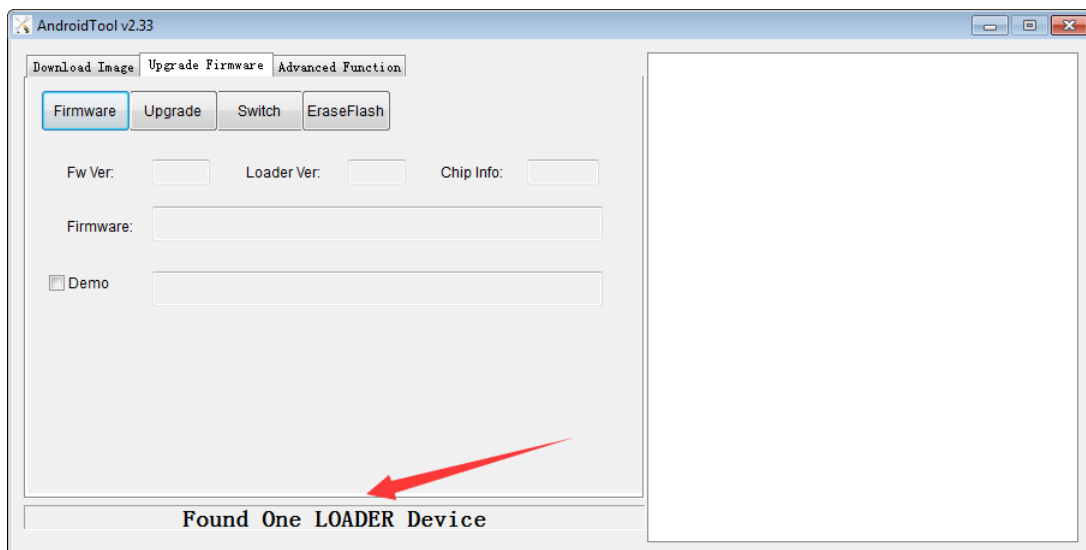 AndroidTool v2.33
Download Image Upgrade Firmware Advanced Function
Firmware Upgrade Switch EraseFlash
Fw Ver: Loader Ver: Chip Info:
Firmware:
Demo
Found One LOADER Device